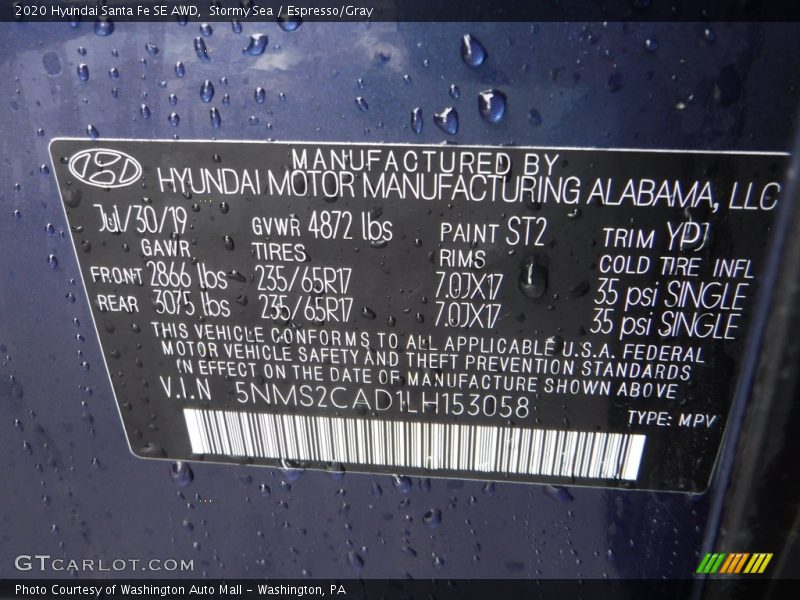 2020 Hyundai Santa Fe SE AWD, Stormy Sea / Espresso/Gray
MANUFACTURED BY
HYUNDAI MOTOR MANUFACTURING ALABAMA, LLC
Jul/30/19 GVWR 4872 lbs PAINT ST2 TRIM YPJ
GAWR TIRES RIMS COLD TIRE INFL
FRONT 2866 lbs 235/65R17 7.0JX17 35 psi SINGLE
REAR 3075 lbs 235/65R17 7.0JX17 35 psi SINGLE
THIS VEHICLE CONFORMS TO ALL APPLICABLE U.S.A. FEDERAL
MOTOR VEHICLE SAFETY AND THEFT PREVENTION STANDARDS
IN EFFECT ON THE DATE OF MANUFACTURE SHOWN ABOVE
V.I.N 5NMS2CAD1LH153058
TYPE: MPV
GTCARLOT.COM
Photo Courtesy of Washington Auto Mall - Washington, PA